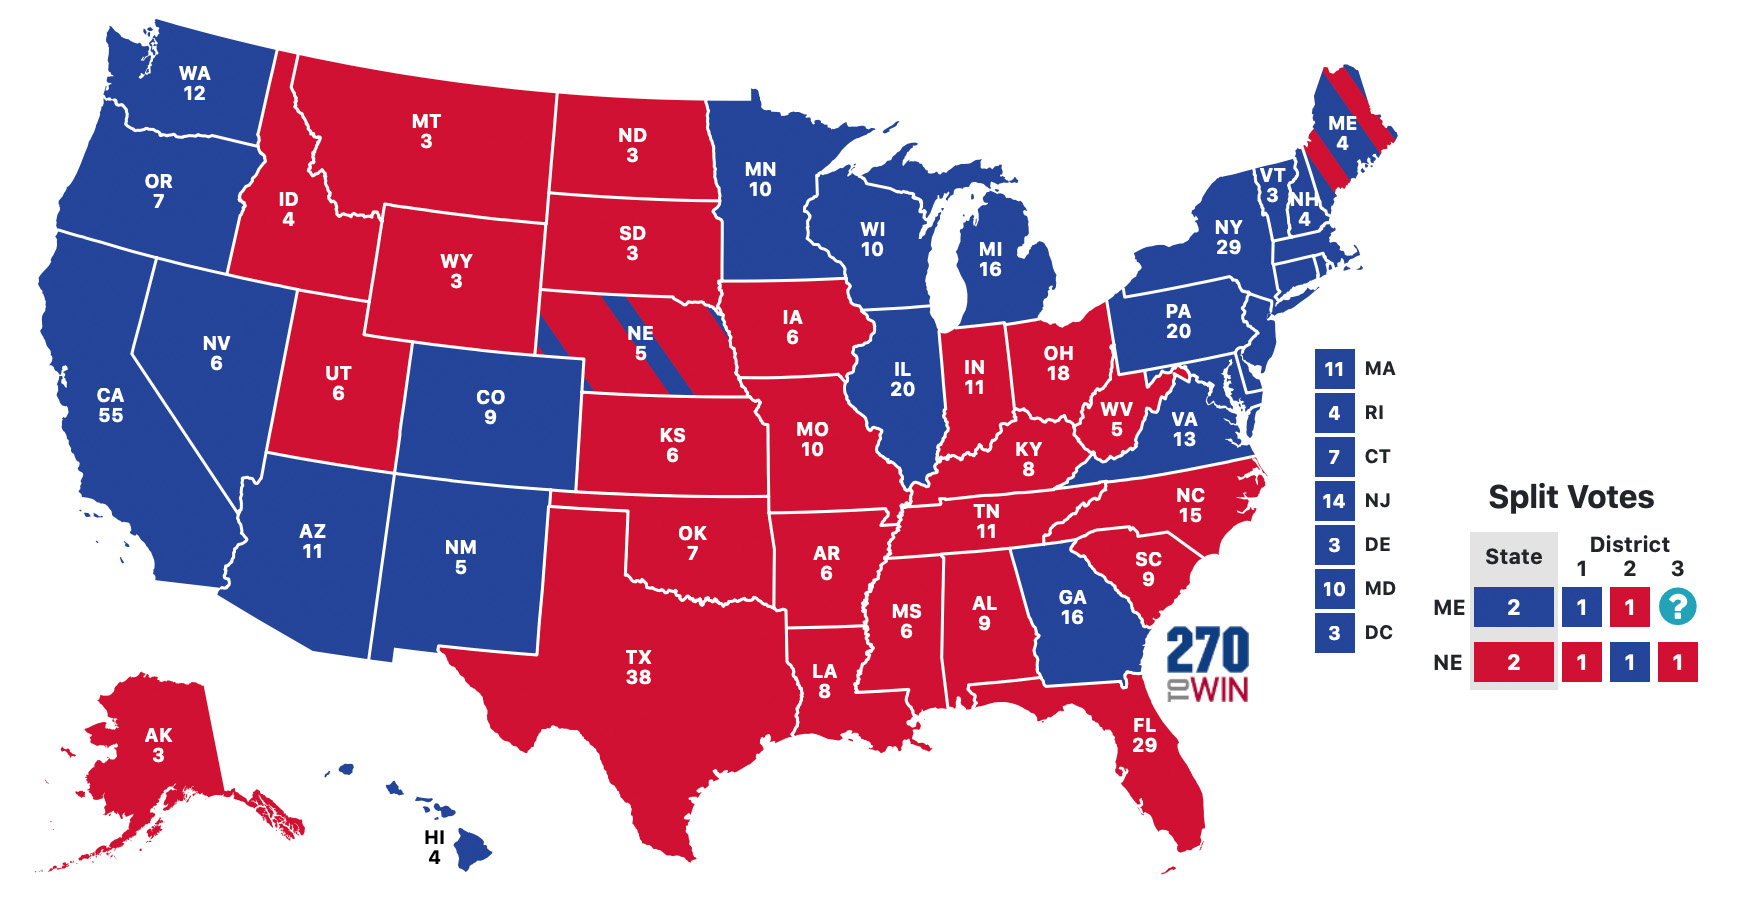 WA
12
MT
3
ND
3
MN
10
ME
4
OR
7
ID
4
VT
3
NH
4
WY
3
SD
3
WI
10
MI
16
NY
29
NV
6
NE
5
IA
6
PA
20
CA
55
UT
6
CO
9
IL
20
IN
11
OH
18
WV
5
VA
13
KS
6
MO
10
KY
8
AZ
11
NM
5
OK
7
AR
6
TN
11
NC
15
SC
9
TX
38
LA
8
MS
6
AL
9
GA
16
FL
29
AK
3
HI
4
270
TO WIN
11 MA
4 RI
7 CT
14 NJ
3 DE
10 MD
3 DC
Split Votes
State District
1 2 3
ME 2 1 1 ?
NE 2 1 1 1